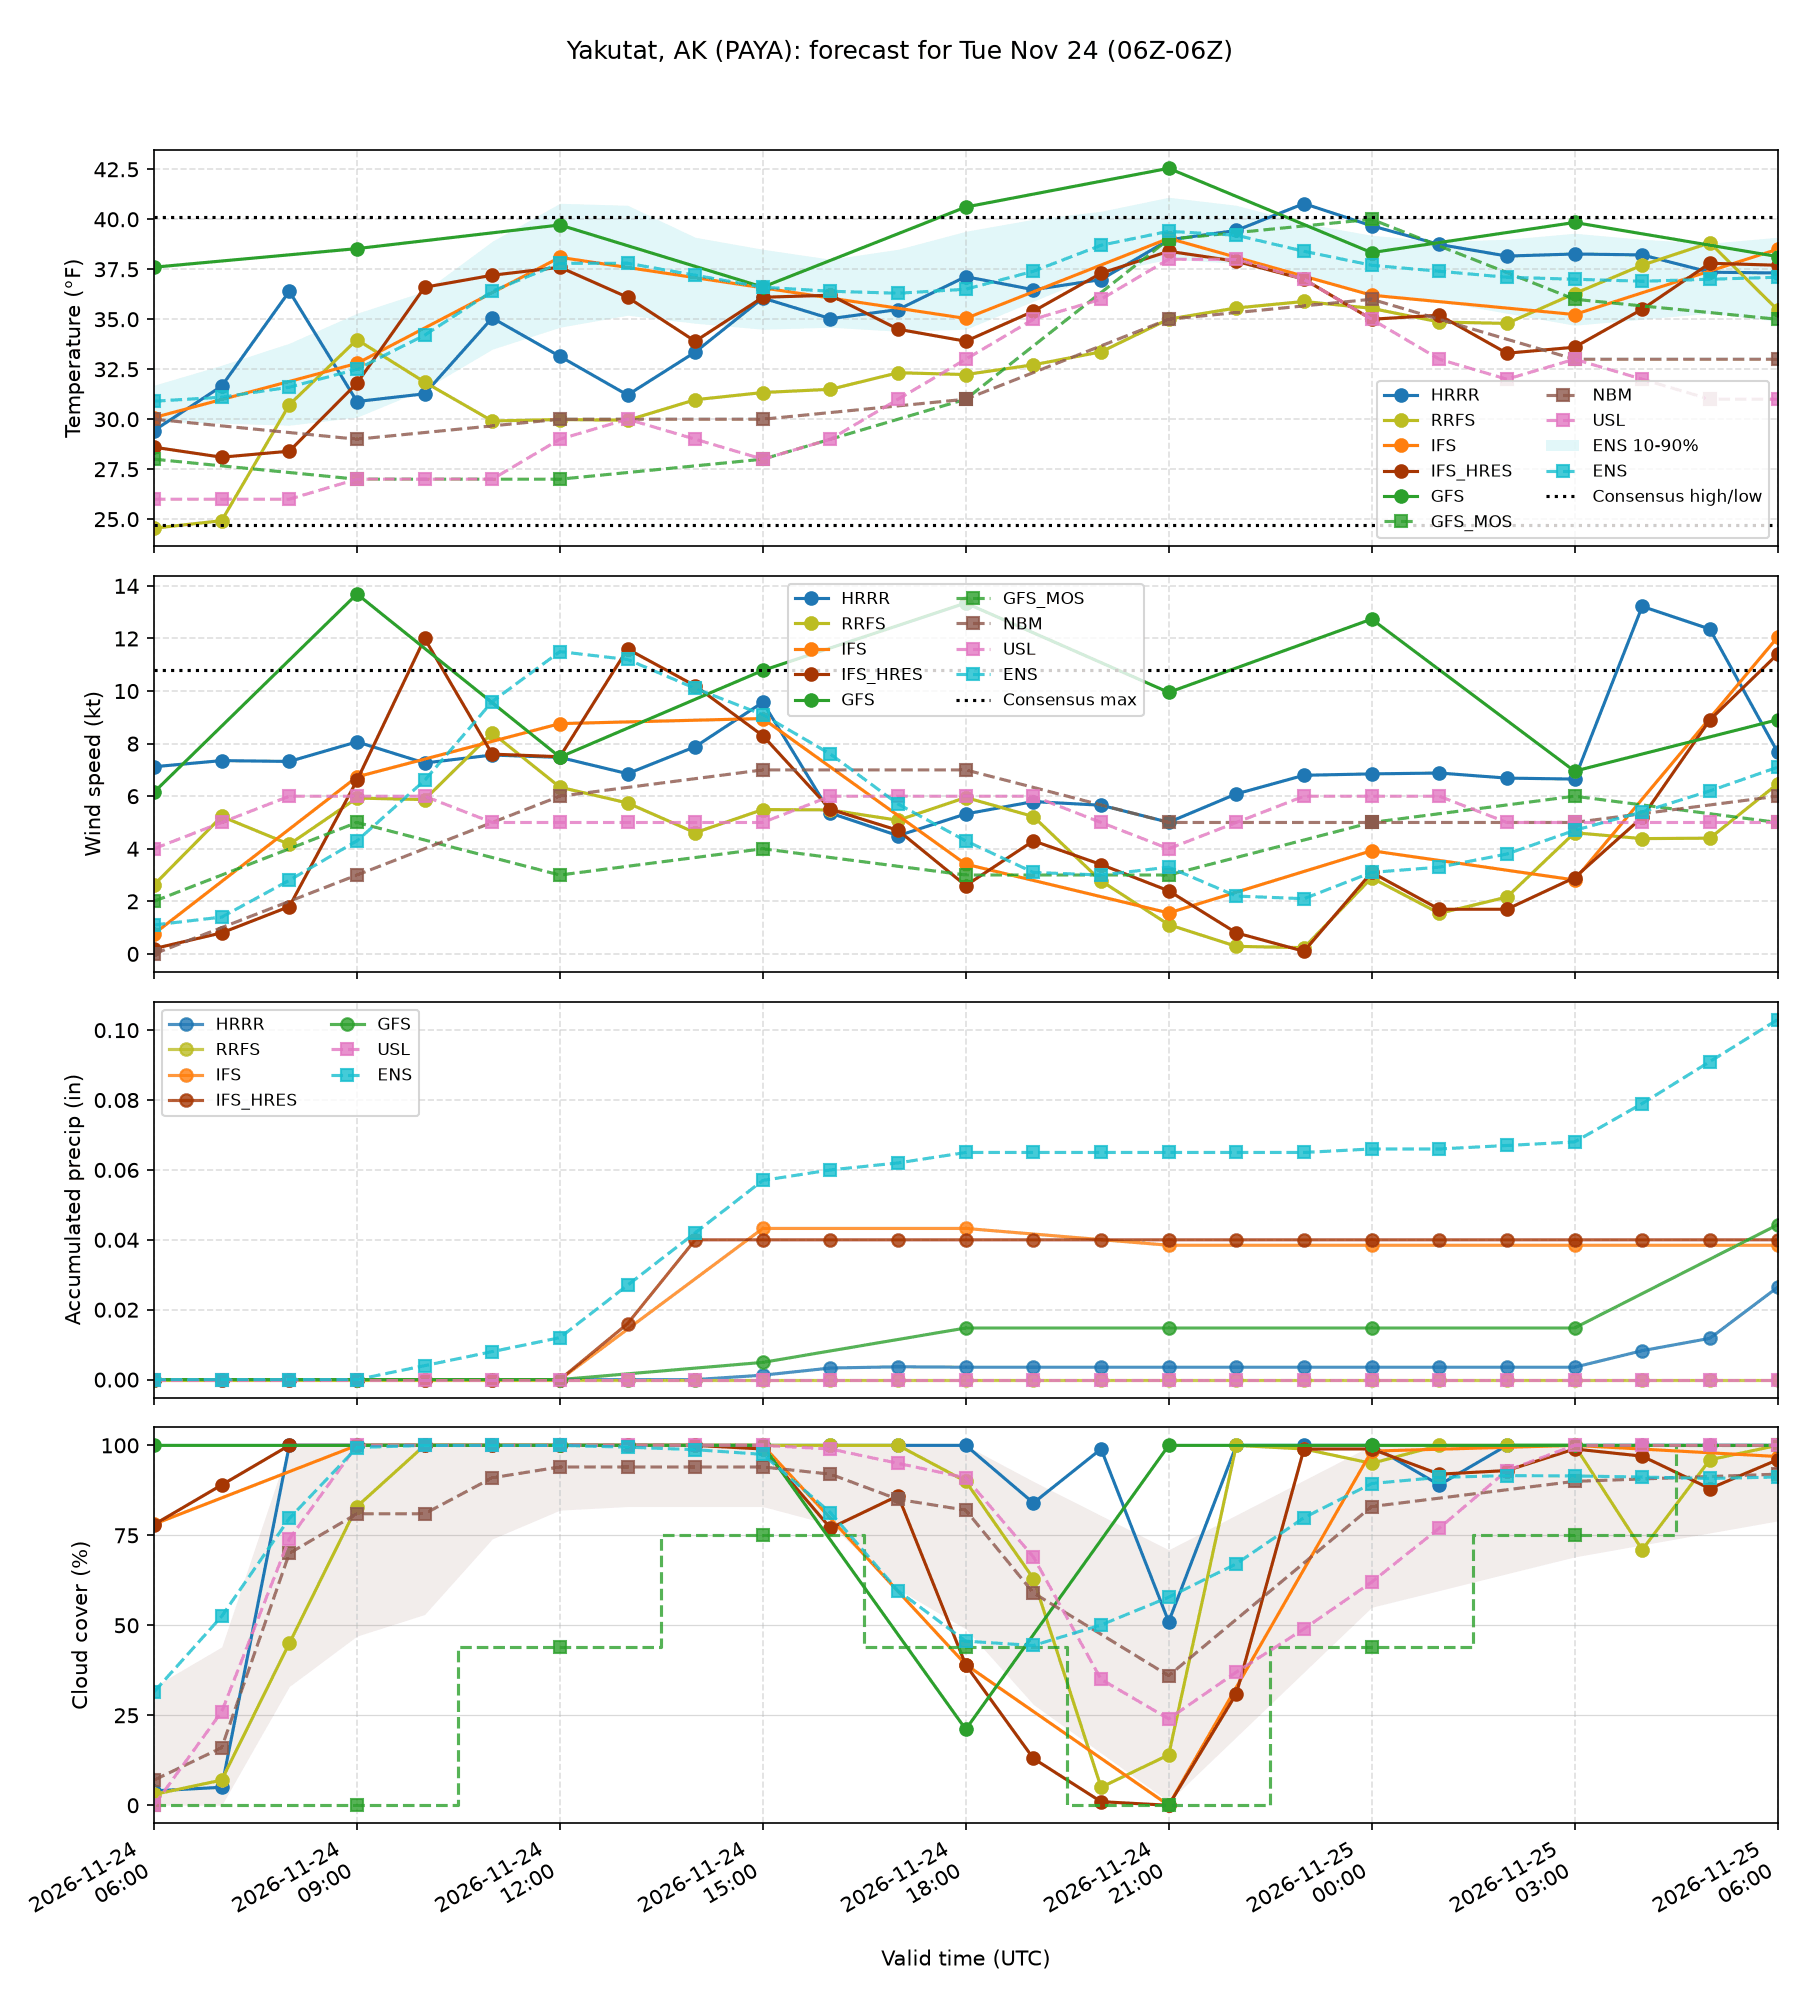 Yakutat, AK (PAYA): forecast for Tue Nov 24 (06Z-06Z)
Temperature (°F)
42.5
40.0
37.5
35.0
32.5
30.0
27.5
25.0
HRRR
RRFS
IFS
IFS_HRES
GFS
GFS_MOS
NBM
USL
ENS 10-90%
ENS
Consensus high/low
Wind speed (kt)
14
12
10
8
6
4
2
0
HRRR
RRFS
IFS
IFS_HRES
GFS
GFS_MOS
NBM
USL
ENS
Consensus max
Accumulated precip (in)
0.10
0.08
0.06
0.04
0.02
0.00
HRRR
RRFS
IFS
IFS_HRES
GFS
USL
ENS
Cloud cover (%)
100
75
50
25
0
2026-11-24
06:00
2026-11-24
09:00
2026-11-24
12:00
2026-11-24
15:00
2026-11-24
18:00
2026-11-24
21:00
2026-11-25
00:00
2026-11-25
03:00
2026-11-25
06:00
Valid time (UTC)